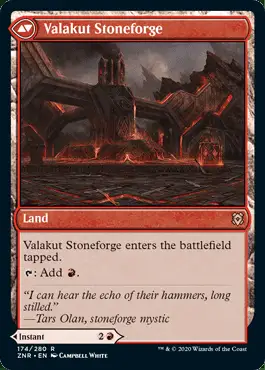 Valakut Stoneforge
Land
Valakut Stoneforge enters the battlefield
tapped.
: Add .
“I can hear the echo of their hammers, long
stilled.”
—Tars Olan, stoneforge mystic
Instant 2
174/280 R
ZNR • EN CAMPBELL WHITE
™ & © 2020 Wizards of the Coast